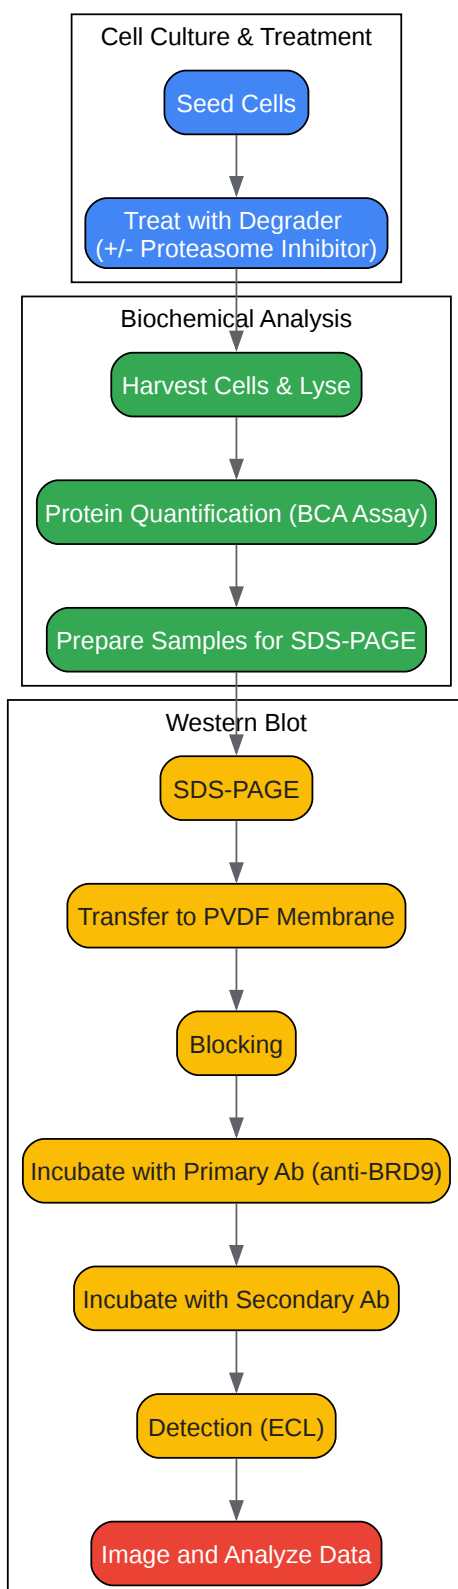 Cell Culture & Treatment
Seed Cells
Treat with Degrader
(+/- Proteasome Inhibitor)
Biochemical Analysis
Harvest Cells & Lyse
Protein Quantification (BCA Assay)
Prepare Samples for SDS-PAGE
Western Blot
SDS-PAGE
Transfer to PVDF Membrane
Blocking
Incubate with Primary Ab (anti-BRD9)
Incubate with Secondary Ab
Detection (ECL)
Image and Analyze Data